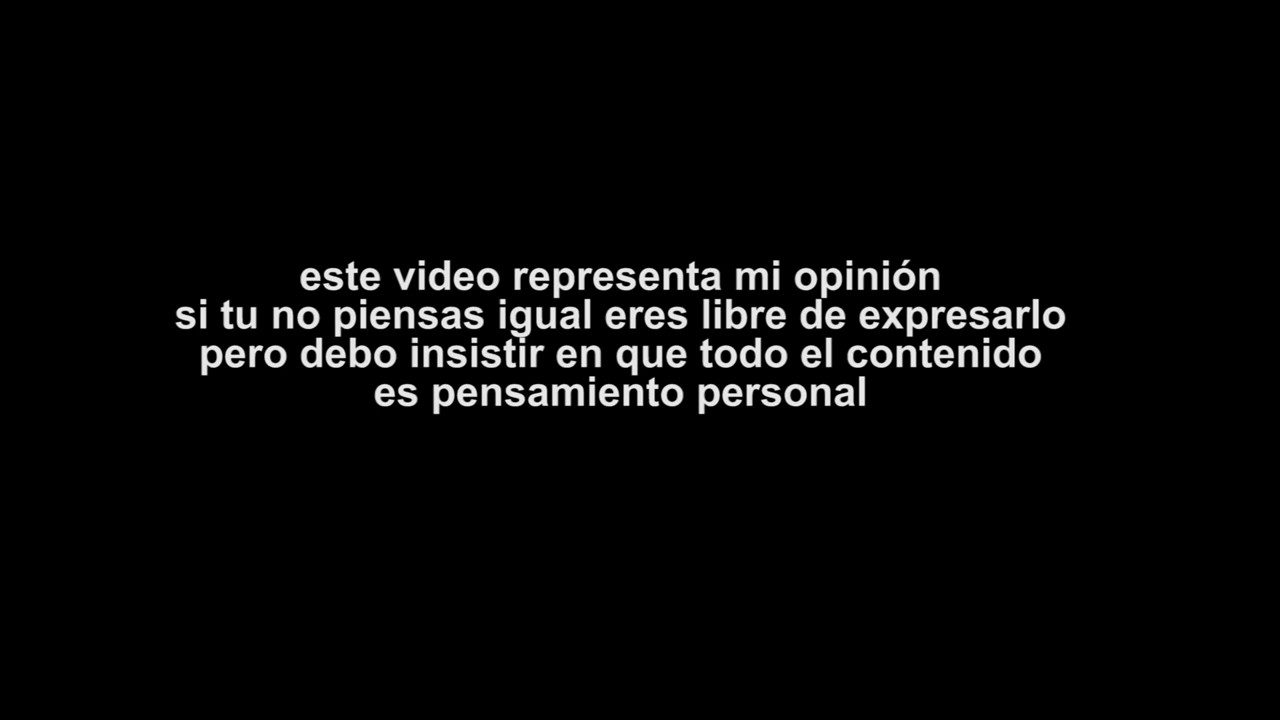 este video representa mi opinión
si tu no piensas igual eres libre de expresarlo
pero debo insistir en que todo el contenido
es pensamiento personal